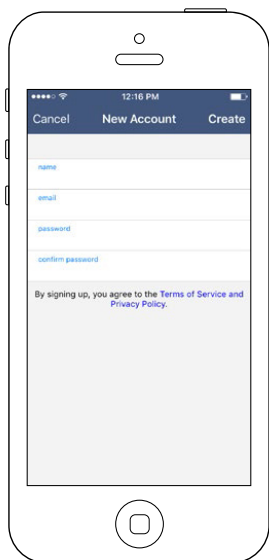 12:16 PM
Cancel New Account Create
name
email
password
confirm password
By signing up, you agree to the Terms of Service and
Privacy Policy.